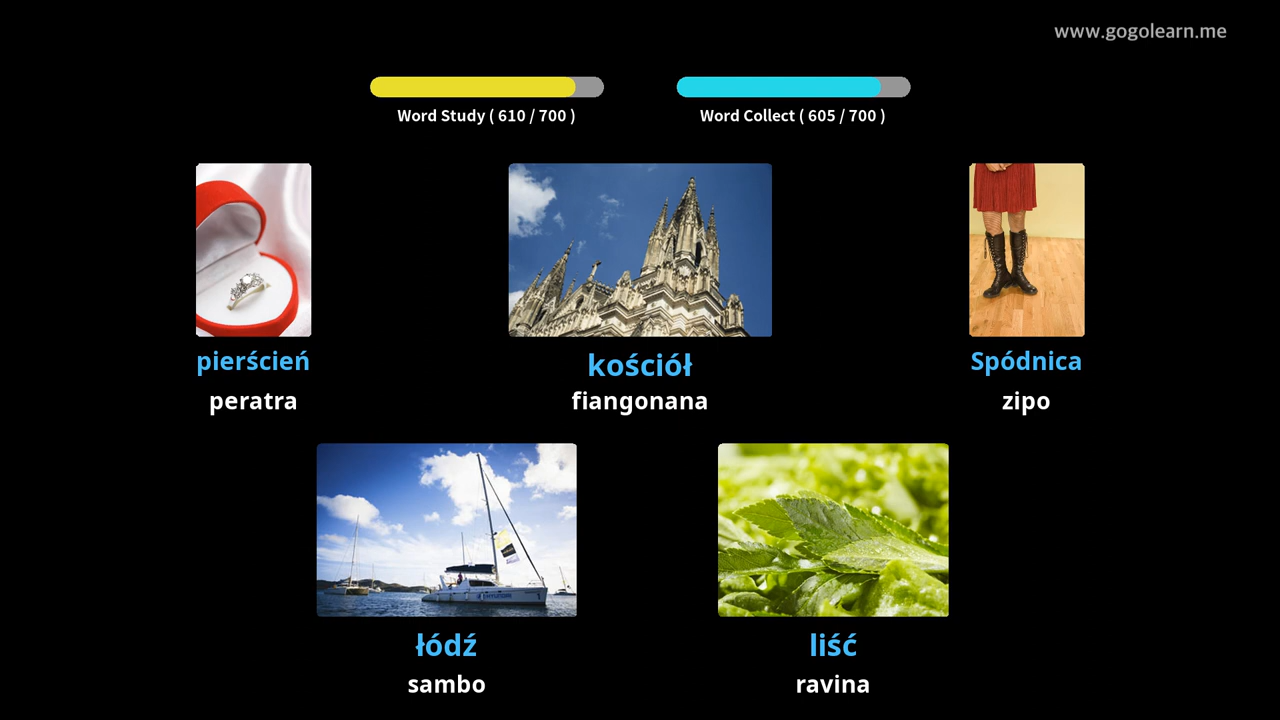 www.gogolearn.me
Word Study ( 610 / 700 )
Word Collect ( 605 / 700 )
pierścień
peratra
kościół
fiangonana
Spódnica
zipo
łódź
sambo
liść
ravina